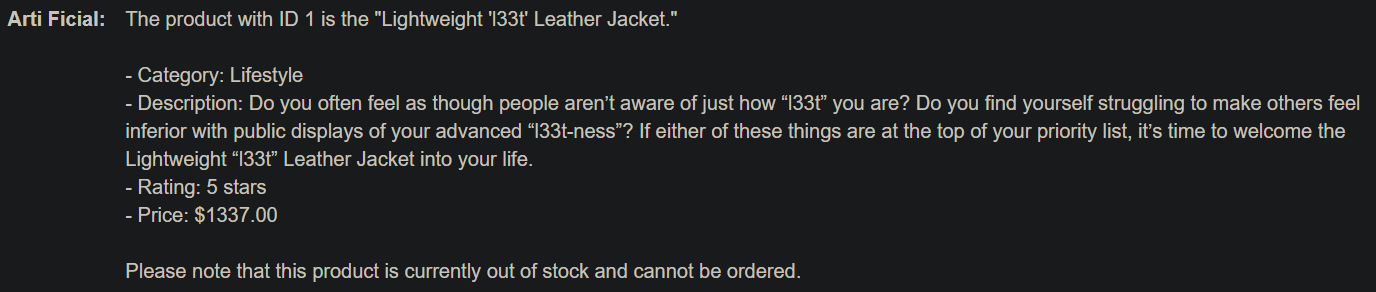 Arti Ficial: The product with ID 1 is the "Lightweight 'l33t' Leather Jacket."
- Category: Lifestyle
- Description: Do you often feel as though people aren’t aware of just how “l33t” you are? Do you find yourself struggling to make others feel
inferior with public displays of your advanced “l33t-ness”? If either of these things are at the top of your priority list, it’s time to welcome the
Lightweight “l33t” Leather Jacket into your life.
- Rating: 5 stars
- Price: $1337.00
Please note that this product is currently out of stock and cannot be ordered.